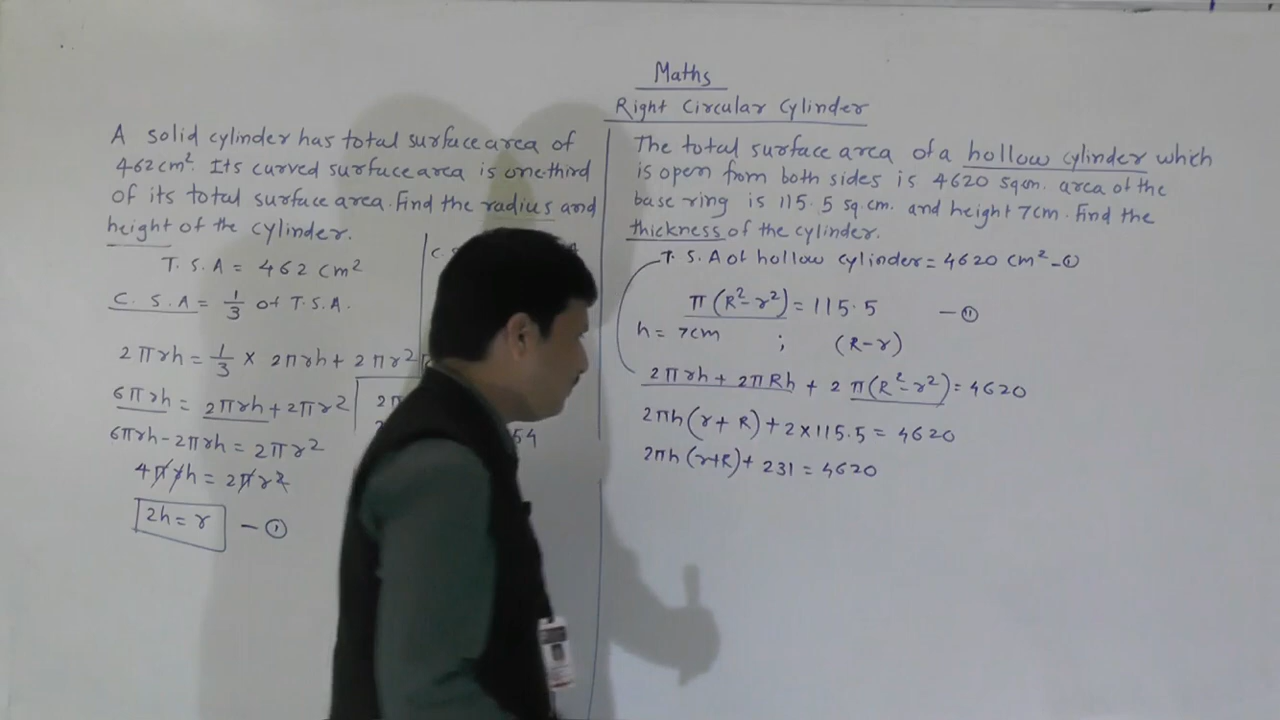 Maths
Right Circular Cylinder
A solid cylinder has total surface area of
462 cm². Its curved surface area is one-third
of its total surface area. Find the radius and
height of the cylinder.
T. S. A = 462 cm²
C. S. A = 1/3 of T.S.A.
2πrh = 1/3 × 2πrh + 2πr²
6πrh = 2πrh + 2πr²
6πrh - 2πrh = 2πr²
4πrh = 2πr²
2h = r — ①
C.
54
The total surface area of a hollow cylinder which
is open from both sides is 4620 sq.cm. area of the
base ring is 115.5 sq.cm. and height 7cm. Find the
thickness of the cylinder.
T. S. A of hollow cylinder = 4620 cm² — ①
π(R²-r²) = 115.5 — ⑪
h = 7cm ; (R-r)
2πrh + 2πRh + 2π(R²-r²) = 4620
2πh(r+R) + 2×115.5 = 4620
2πh(r+R) + 231 = 4620